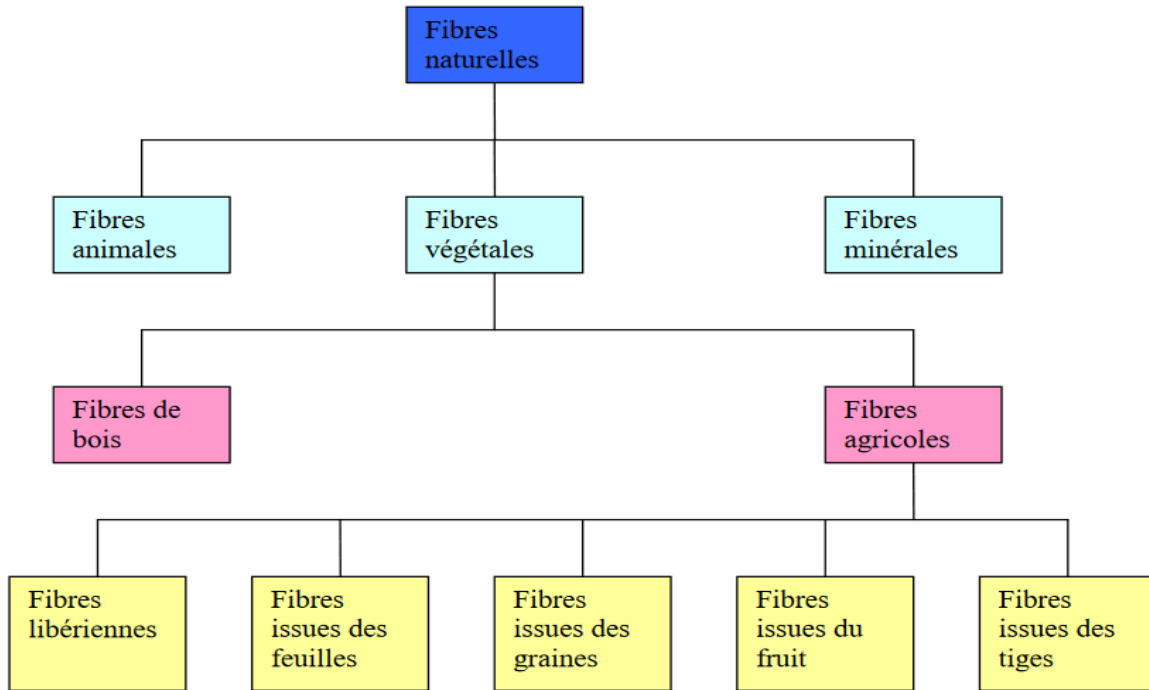 Fibres
naturelles
Fibres
animales
Fibres
végétales
Fibres
minérales
Fibres de
bois
Fibres
agricoles
Fibres
libériennes
Fibres
issues des
feuilles
Fibres
issues des
graines
Fibres
issues du
fruit
Fibres
issues des
tiges